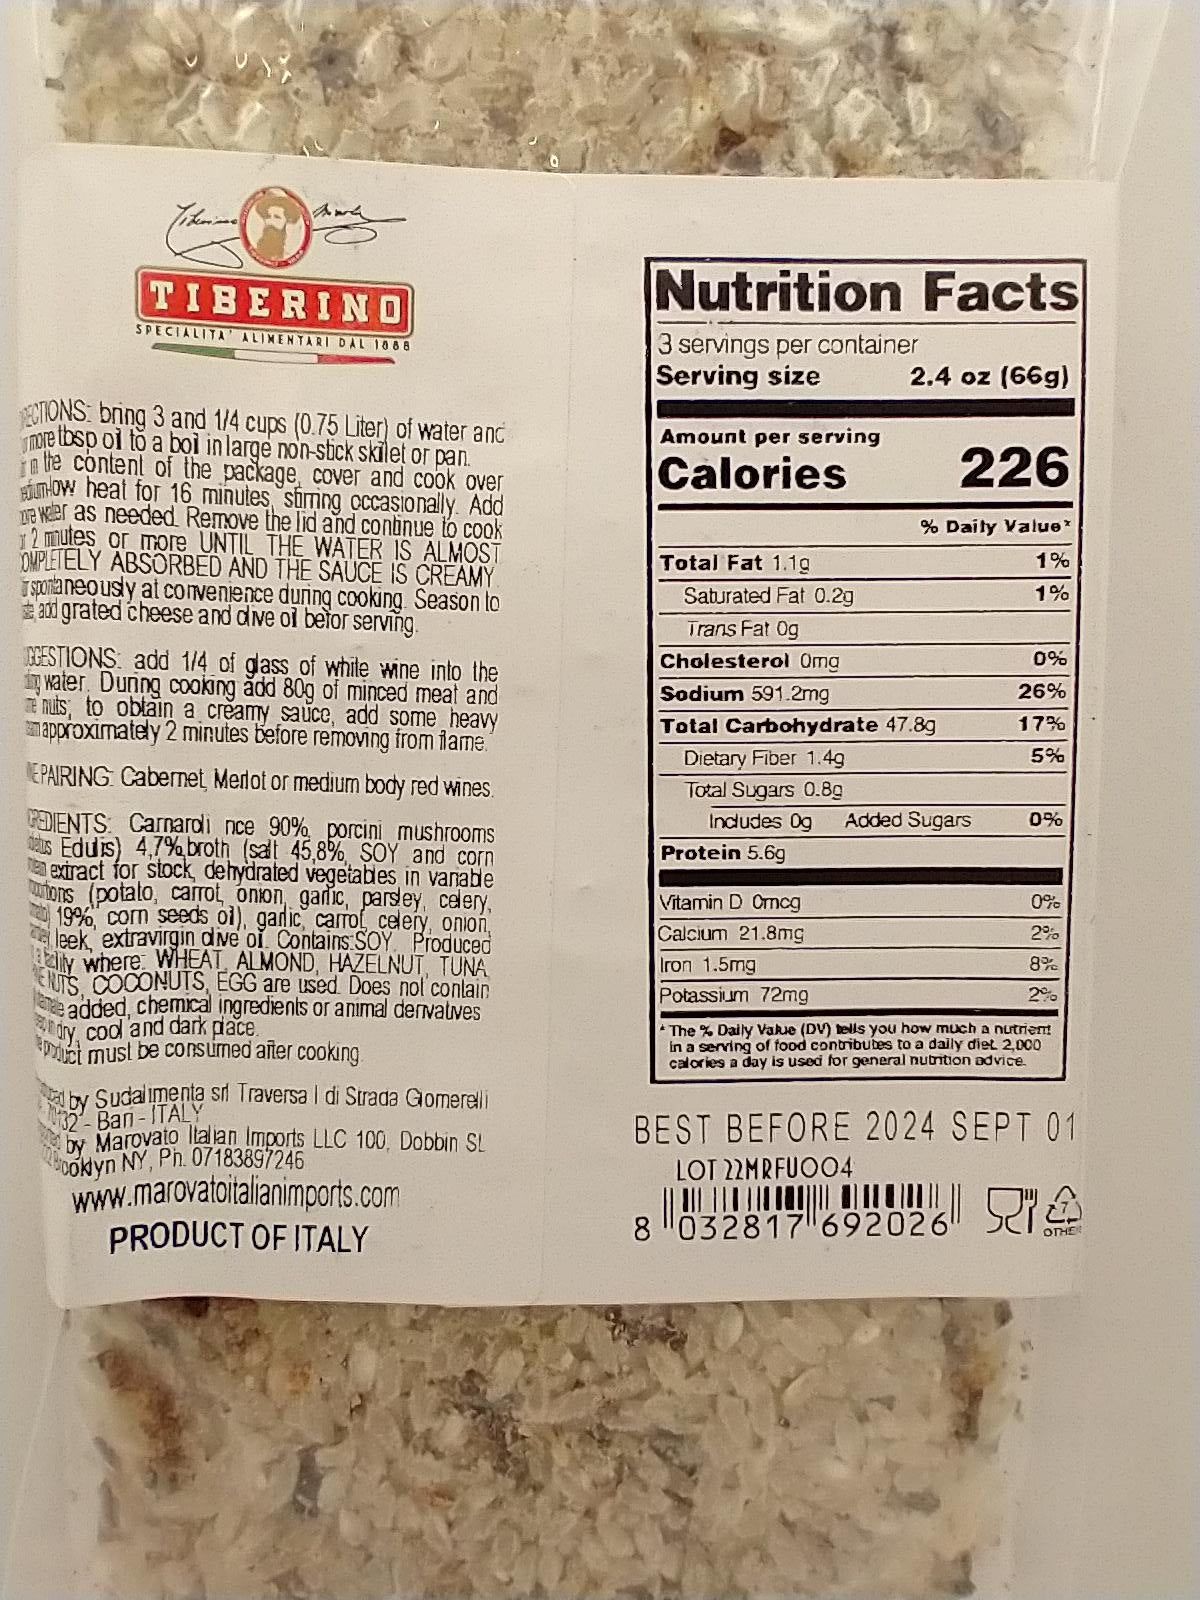 TIBERINO
SPECIALITA' ALIMENTARI DAL 1888
bring 3 and 1/4 cups (0.75 Liter) of water and
more tbsp oil to a boil in large non-stick skillet or pan.
in the content of the package, cover and cook over
heat for 16 minutes, stirring occasionally. Add
water as needed. Remove the lid and continue to cook
2 minutes or more UNTIL THE WATER IS ALMOST
ABSORBED AND THE SAUCE IS CREAMY.
spontaneously at convenience during cooking. Season to
add grated cheese and olive oil befor serving.
add 1/4 of glass of white wine into the
water. During cooking add 80g of minced meat and
nuts; to obtain a creamy sauce, add some heavy
approximately 2 minutes before removing from flame.
PAIRING: Cabernet, Merlot or medium body red wines.
Carnaroli rice 90%, porcini mushrooms
Edulis) 4,7%,broth (salt 45,8%, SOY and corn
extract for stock, dehydrated vegetables in variable
(potato, carrot, onion, garlic, parsley, celery,
19%, corn seeds oil), garlic, carrot, celery, onion,
leek, extravirgin olive oil. Contains:SOY. Produced
where: WHEAT, ALMOND, HAZELNUT, TUNA,
NUTS, COCONUTS, EGG are used. Does not contain
added, chemical ingredients or animal derivatives
dry, cool and dark place.
product must be consumed after cooking.
by Sudalimenta srl Traversa I di Strada Glomerelli
- Bari - ITALY
by Marovato Italian Imports LLC 100, Dobbin St.
NY, Ph. 07183897246
www.marovatoitalianimports.com
PRODUCT OF ITALY
Nutrition Facts
3 servings per container
Serving size 2.4 oz (66g)
Amount per serving
Calories 226
% Daily Value*
Total Fat 1.1g 1%
Saturated Fat 0.2g 1%
Trans Fat 0g
Cholesterol 0mg 0%
Sodium 591.2mg 26%
Total Carbohydrate 47.8g 17%
Dietary Fiber 1.4g 5%
Total Sugars 0.8g
Includes 0g Added Sugars 0%
Protein 5.6g
Vitamin D 0mcg 0%
Calcium 21.8mg 2%
Iron 1.5mg 8%
Potassium 72mg 2%
* The % Daily Value (DV) tells you how much a nutrient
in a serving of food contributes to a daily diet. 2,000
calories a day is used for general nutrition advice.
BEST BEFORE 2024 SEPT 01
LOT 22MRFU004
8 032817 692026
7
OTHER